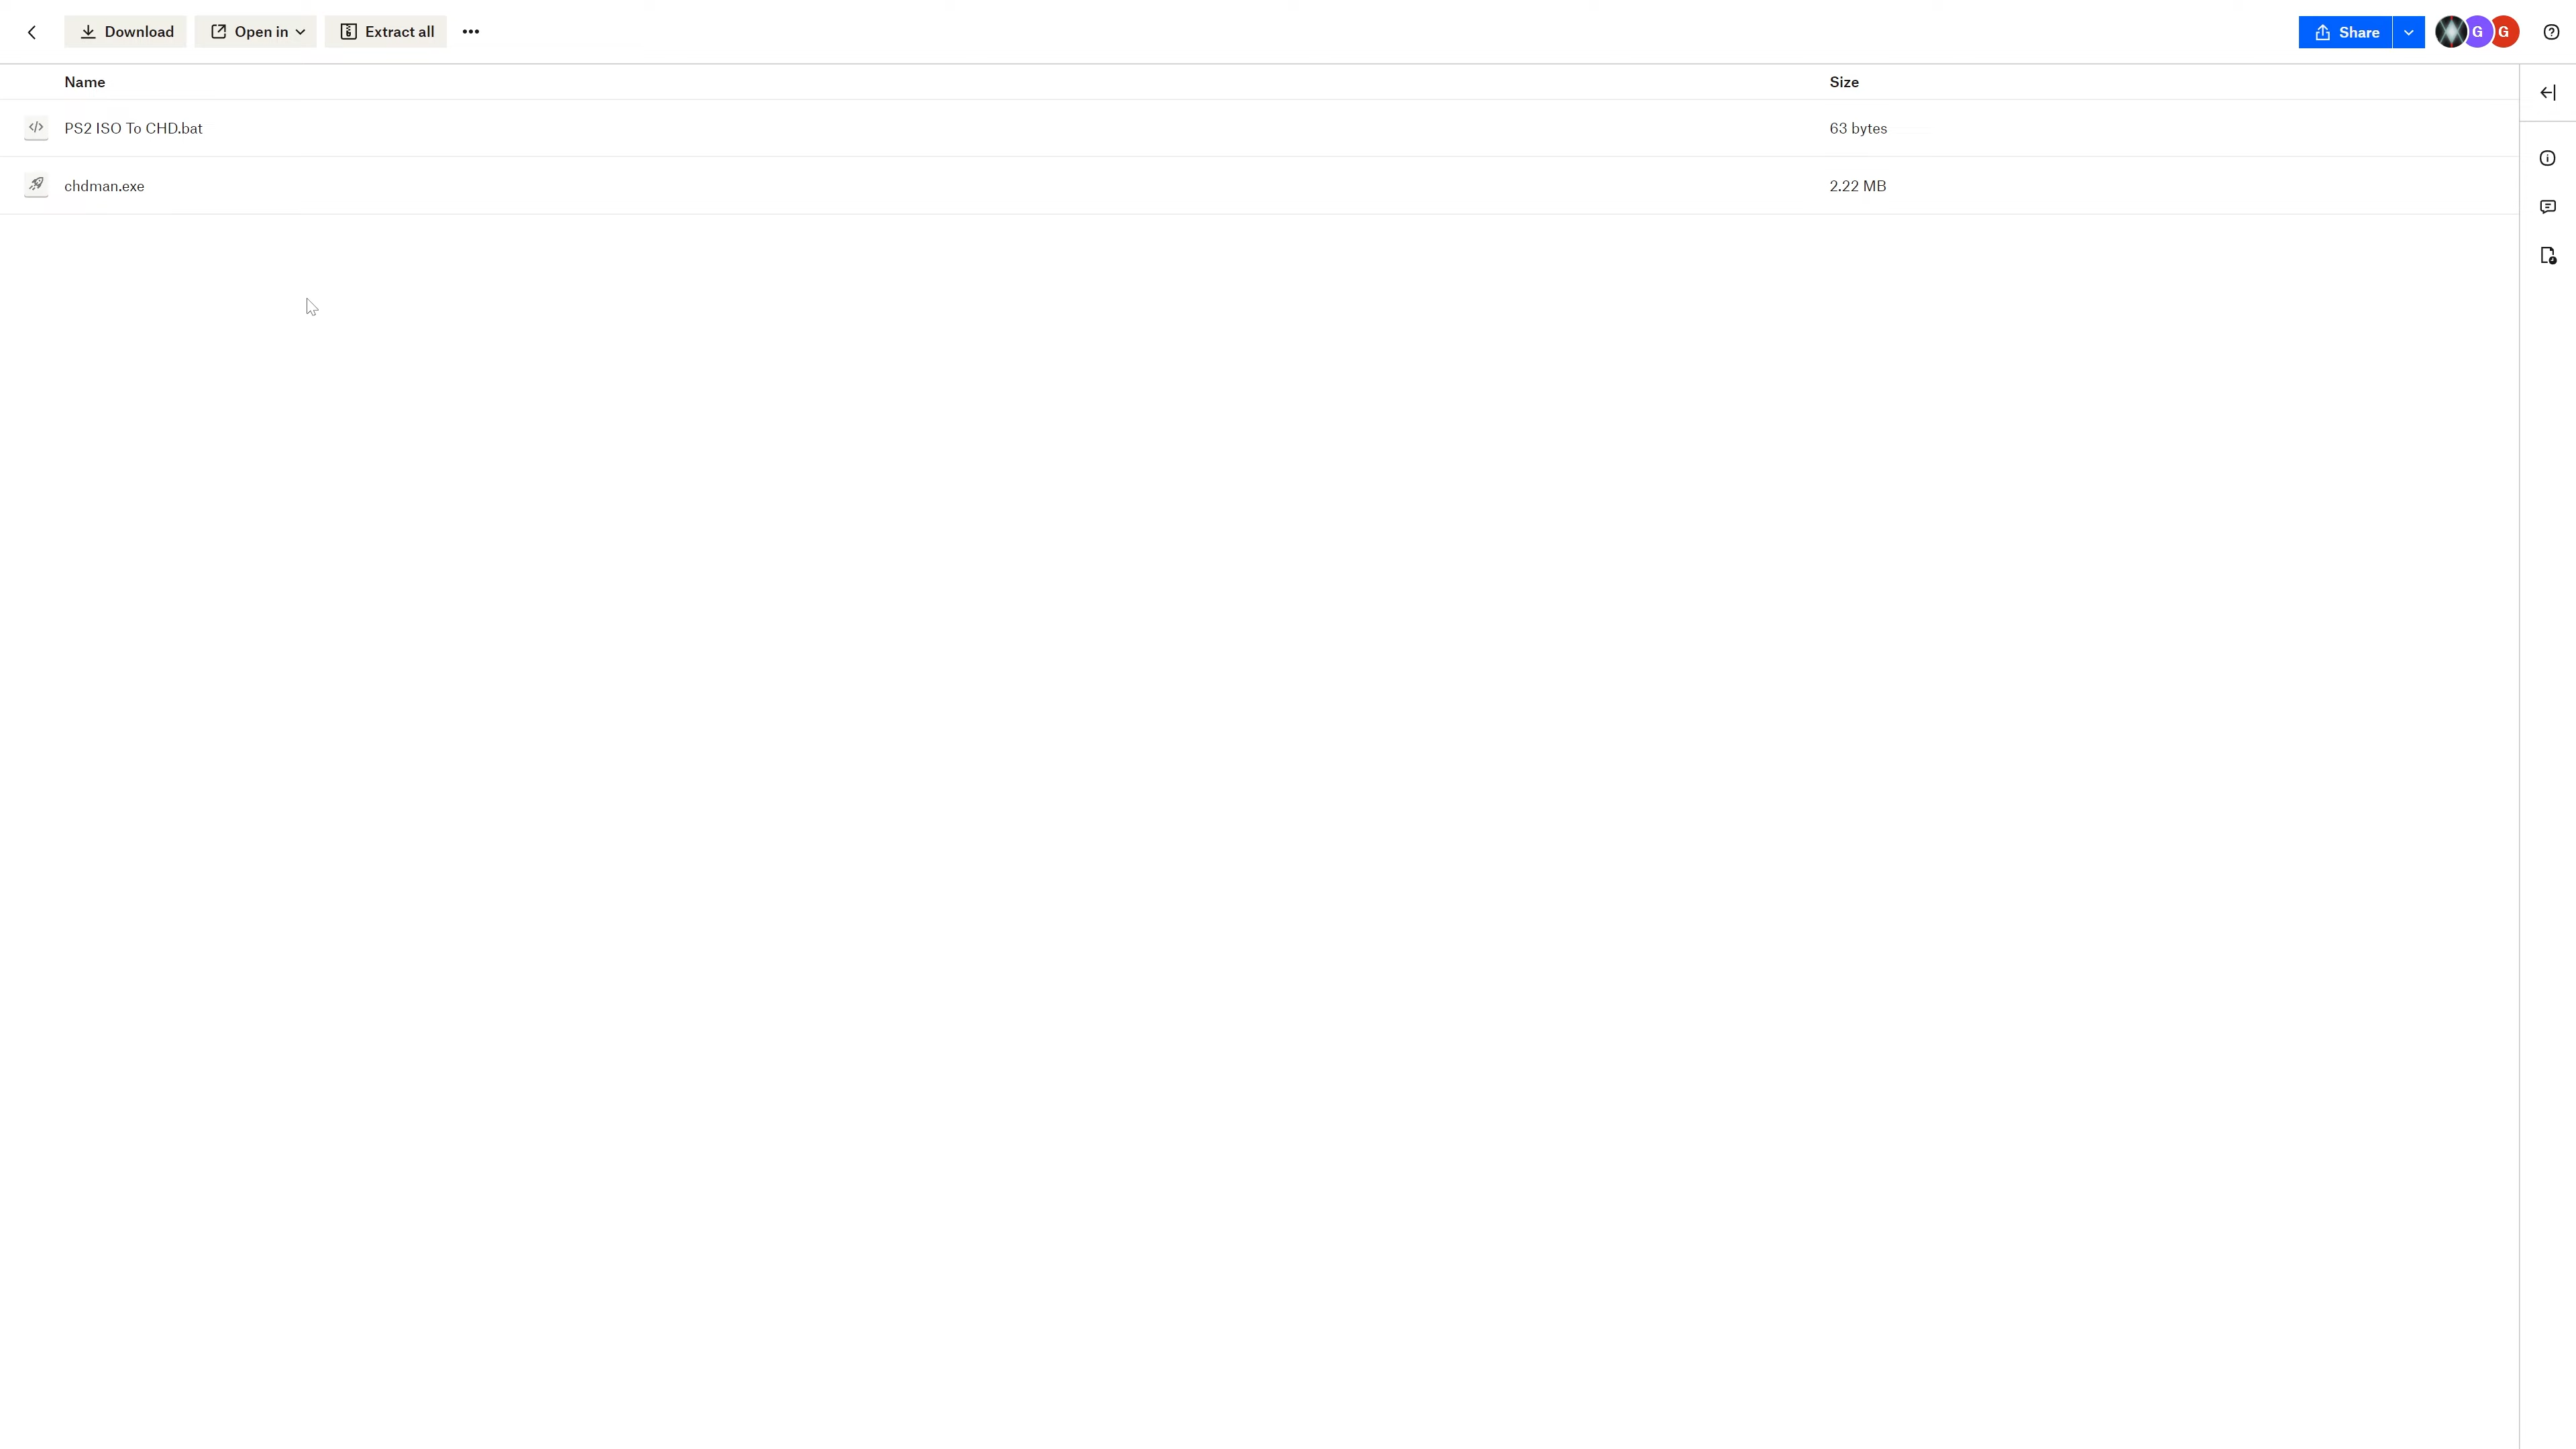 Download Open in Extract all Share G G
Name Size
PS2 ISO To CHD.bat 63 bytes
chdman.exe 2.22 MB